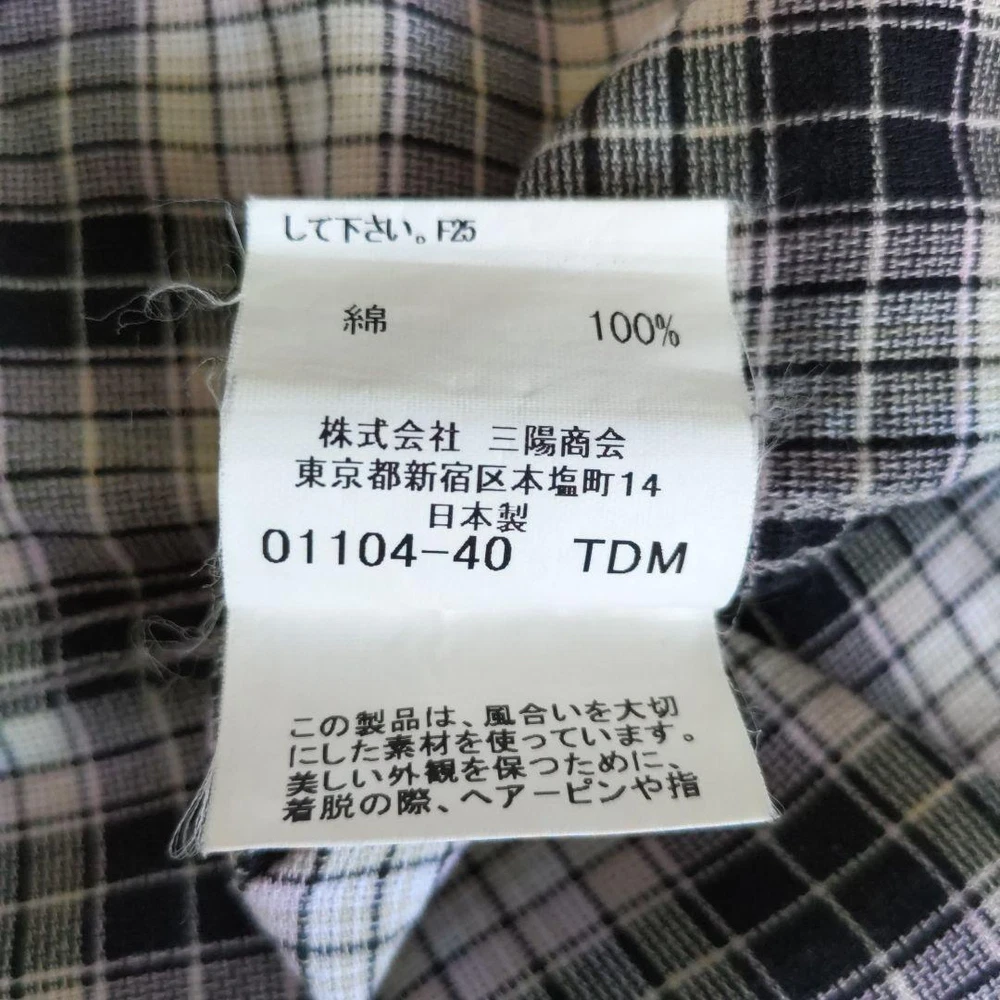 して下さい。F25
綿 100%
株式会社 三陽商会
東京都新宿区本塩町14
日本製
01104-40 TDM
この製品は、風合いを大切
にした素材を使っています。
美しい外観を保つために、
着脱の際、ヘアーピンや指